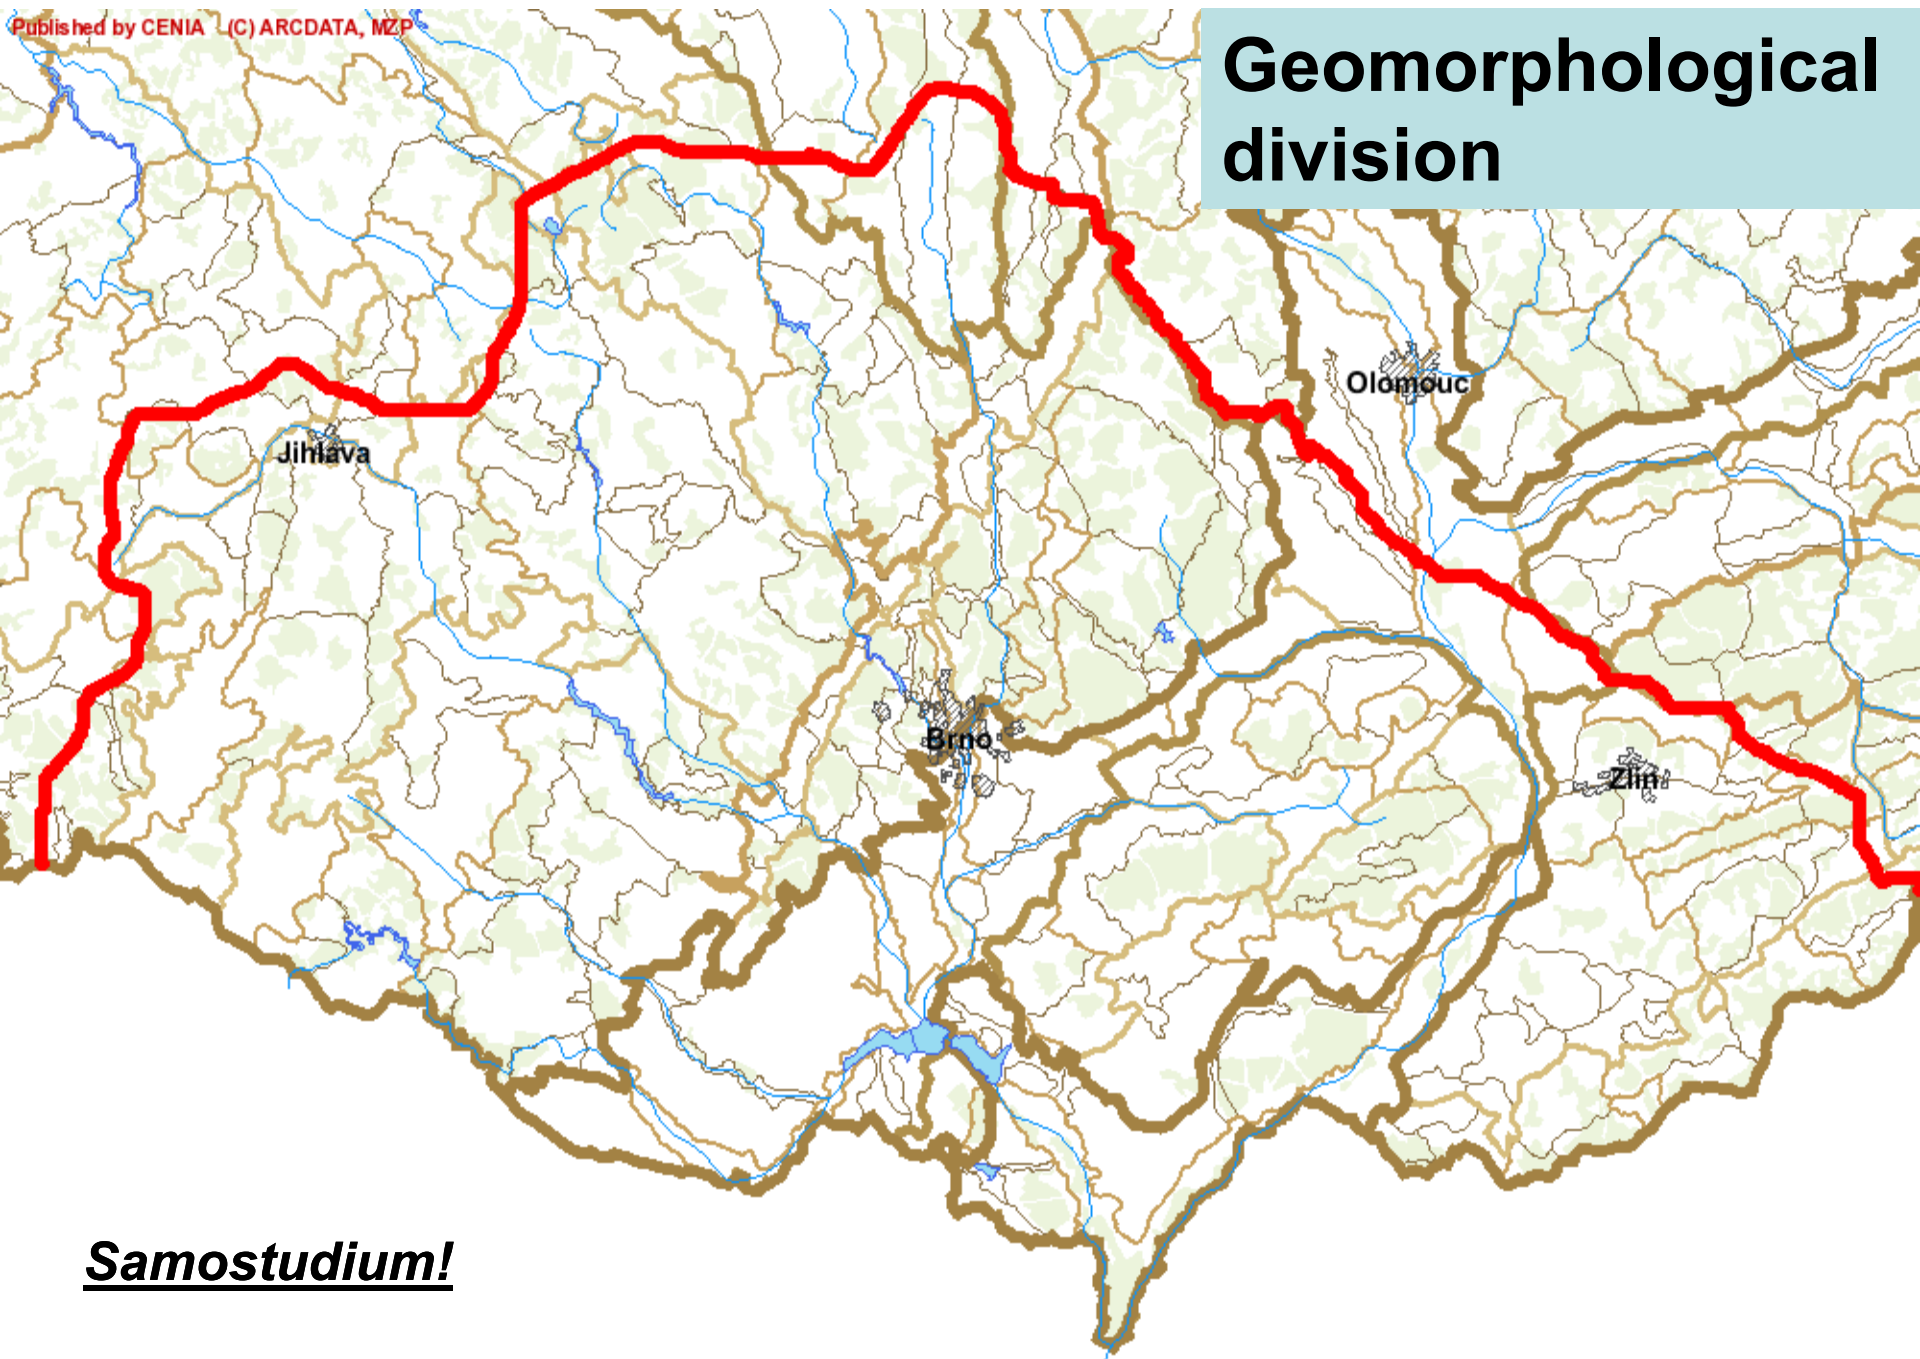 Published by CENIA (C) ARCDATA, MZP
Geomorphological
division
Olomouc
Jihlava
Brno
Zlín
Samostudium!